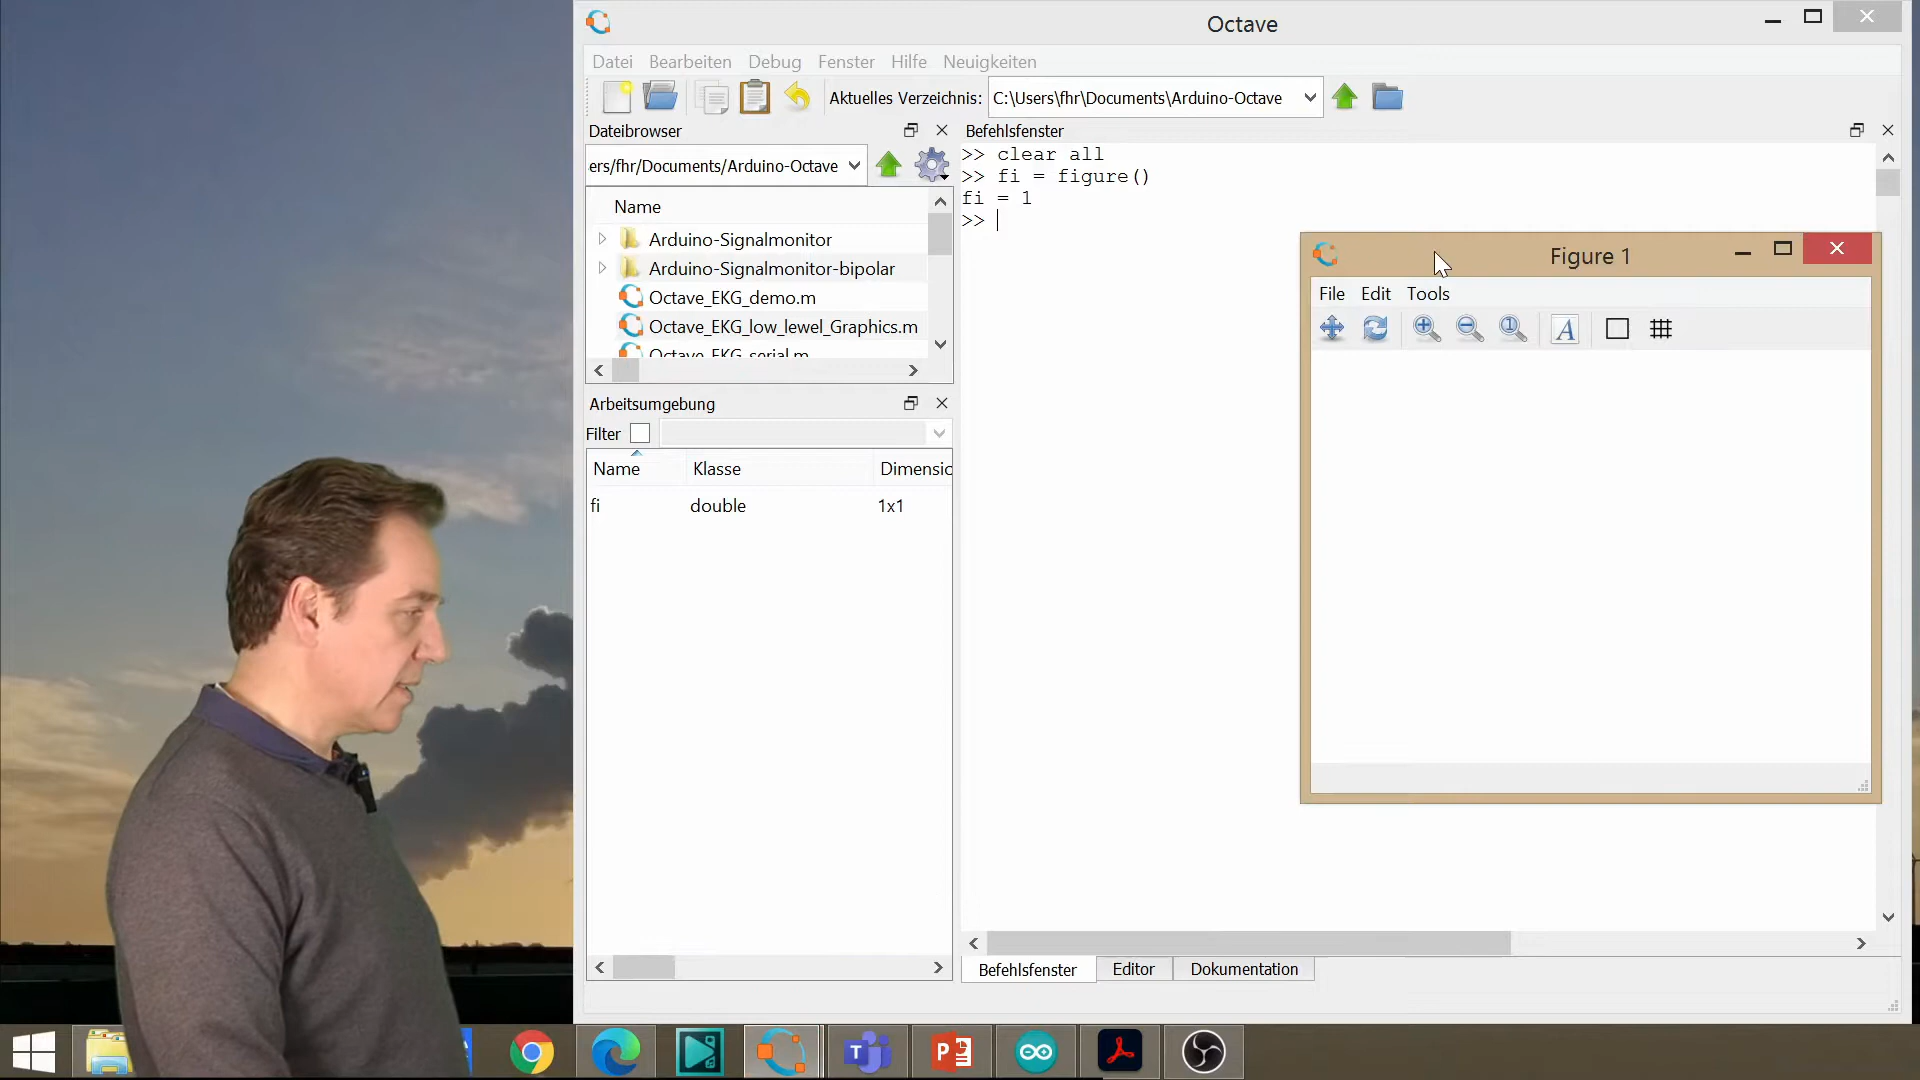 Octave
Datei Bearbeiten Debug Fenster Hilfe Neuigkeiten
Aktuelles Verzeichnis: C:\Users\fhr\Documents\Arduino-Octave
Dateibrowser
ers/fhr/Documents/Arduino-Octave
Name
Arduino-Signalmonitor
Arduino-Signalmonitor-bipolar
Octave_EKG_demo.m
Octave_EKG_low_lewel_Graphics.m
Octave_EKG_serial.m
Arbeitsumgebung
Filter
Name Klasse Dimensio
fi double 1x1
Befehlsfenster
>> clear all
>> fi = figure()
fi = 1
>>
Figure 1
File Edit Tools
A
Befehlsfenster Editor Dokumentation